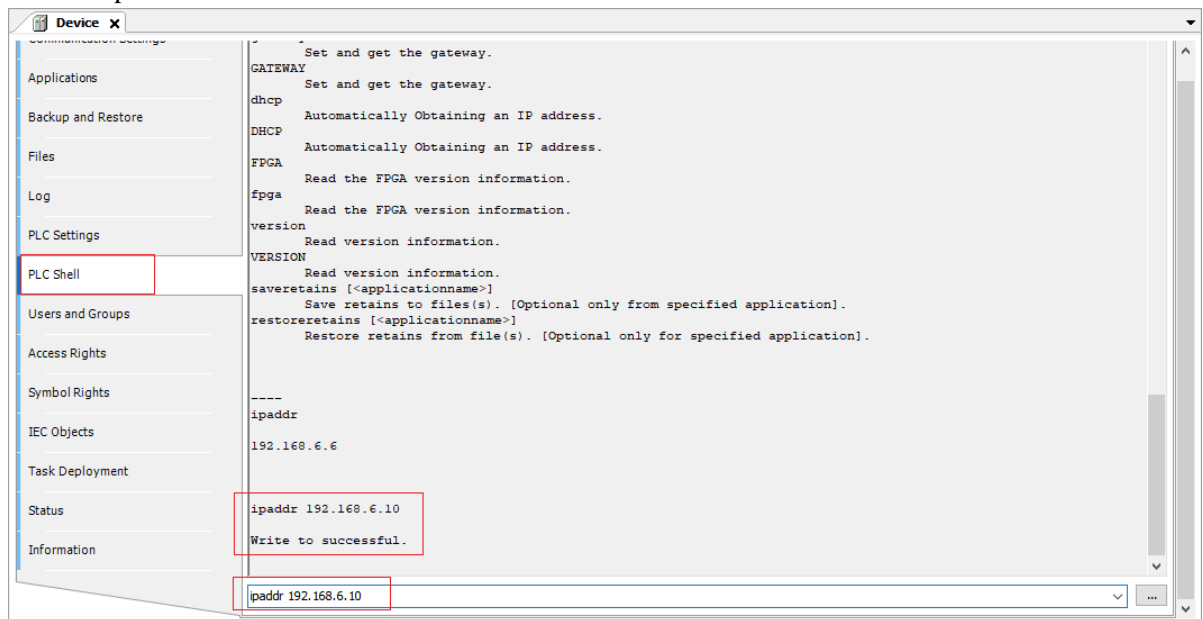 Device
Applications
Backup and Restore
Files
Log
PLC Settings
PLC Shell
Users and Groups
Access Rights
Symbol Rights
IEC Objects
Task Deployment
Status
Information
Set and get the gateway.
GATEWAY
Set and get the gateway.
dhcp
Automatically Obtaining an IP address.
DHCP
Automatically Obtaining an IP address.
FPGA
Read the FPGA version information.
fpga
Read the FPGA version information.
version
Read version information.
VERSION
Read version information.
saveretains [<applicationname>]
Save retains to files(s). [Optional only from specified application].
restoreretains [<applicationname>]
Restore retains from file(s). [Optional only for specified application].
----
ipaddr
192.168.6.6
ipaddr 192.168.6.10
Write to successful.
ipaddr 192.168.6.10
...